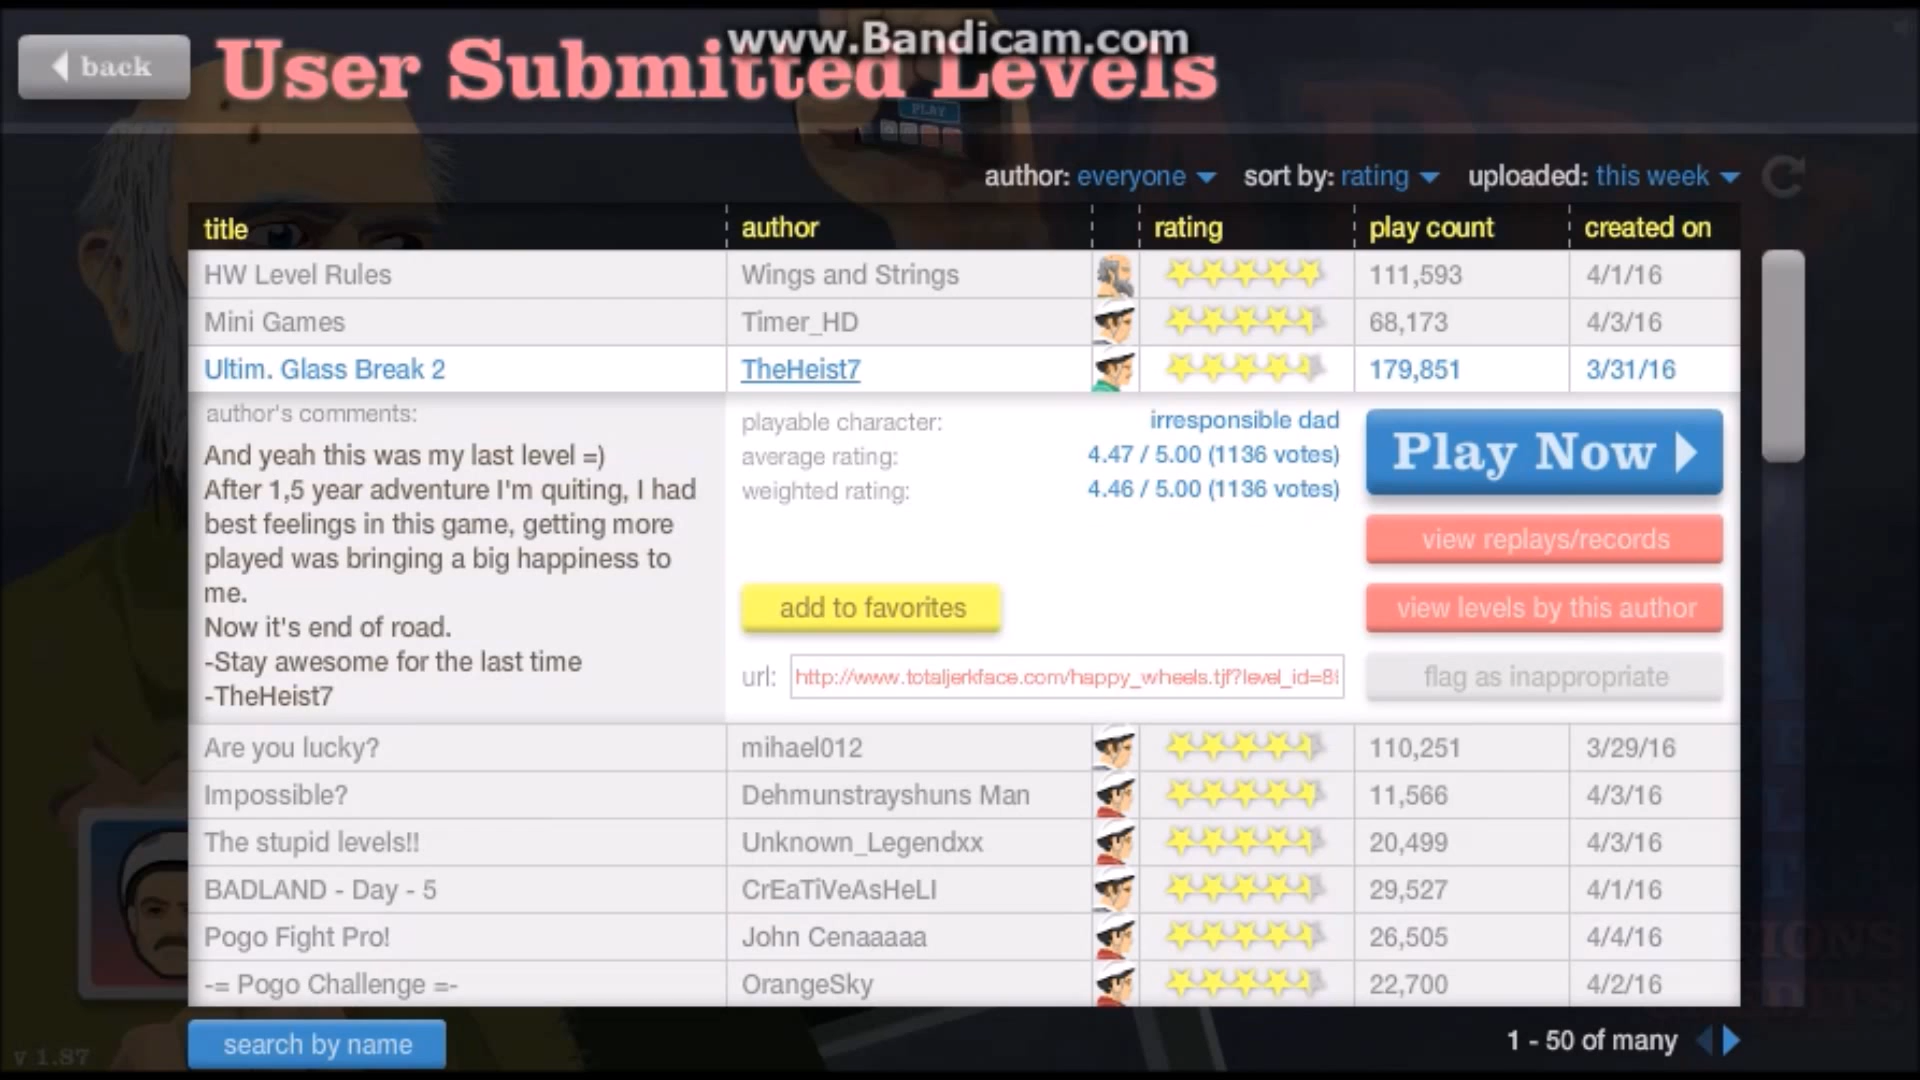 www.Bandicam.com
back
User Submitted Levels
PLAY
author: everyone sort by: rating uploaded: this week
title author rating play count created on
HW Level Rules Wings and Strings 111,593 4/1/16
Mini Games Timer_HD 68,173 4/3/16
Ultim. Glass Break 2 TheHeist7 179,851 3/31/16
author's comments:
And yeah this was my last level =)
After 1,5 year adventure I'm quiting, I had
best feelings in this game, getting more
played was bringing a big happiness to
me.
Now it's end of road.
-Stay awesome for the last time
-TheHeist7
playable character: irresponsible dad
average rating: 4.47 / 5.00 (1136 votes)
weighted rating: 4.46 / 5.00 (1136 votes)
add to favorites
url: http://www.totaljerkface.com/happy_wheels.tjf?level_id=8
Play Now
view replays/records
view levels by this author
flag as inappropriate
Are you lucky? mihael012 110,251 3/29/16
Impossible? Dehmunstrayshuns Man 11,566 4/3/16
The stupid levels!! Unknown_Legendxx 20,499 4/3/16
BADLAND - Day - 5 CrEaTiVeAsHeLl 29,527 4/1/16
Pogo Fight Pro! John Cenaaaaa 26,505 4/4/16
-= Pogo Challenge =- OrangeSky 22,700 4/2/16
search by name
1 - 50 of many
v 1.87